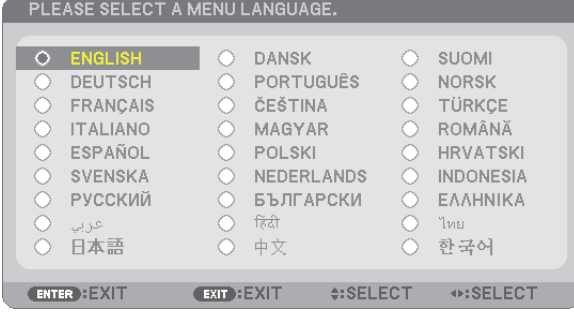 PLEASE SELECT A MENU LANGUAGE.
ENGLISH DANSK SUOMI
DEUTSCH PORTUGUÊS NORSK
FRANÇAIS ČEŠTINA TÜRKÇE
ITALIANO MAGYAR ROMÂNĂ
ESPAÑOL POLSKI HRVATSKI
SVENSKA NEDERLANDS INDONESIA
РУССКИЙ БЪЛГАРСКИ ΕΛΛΗΝΙΚΑ
عربي हिंदी ไทย
日本語 中文 한국어
ENTER :EXIT EXIT :EXIT :SELECT :SELECT